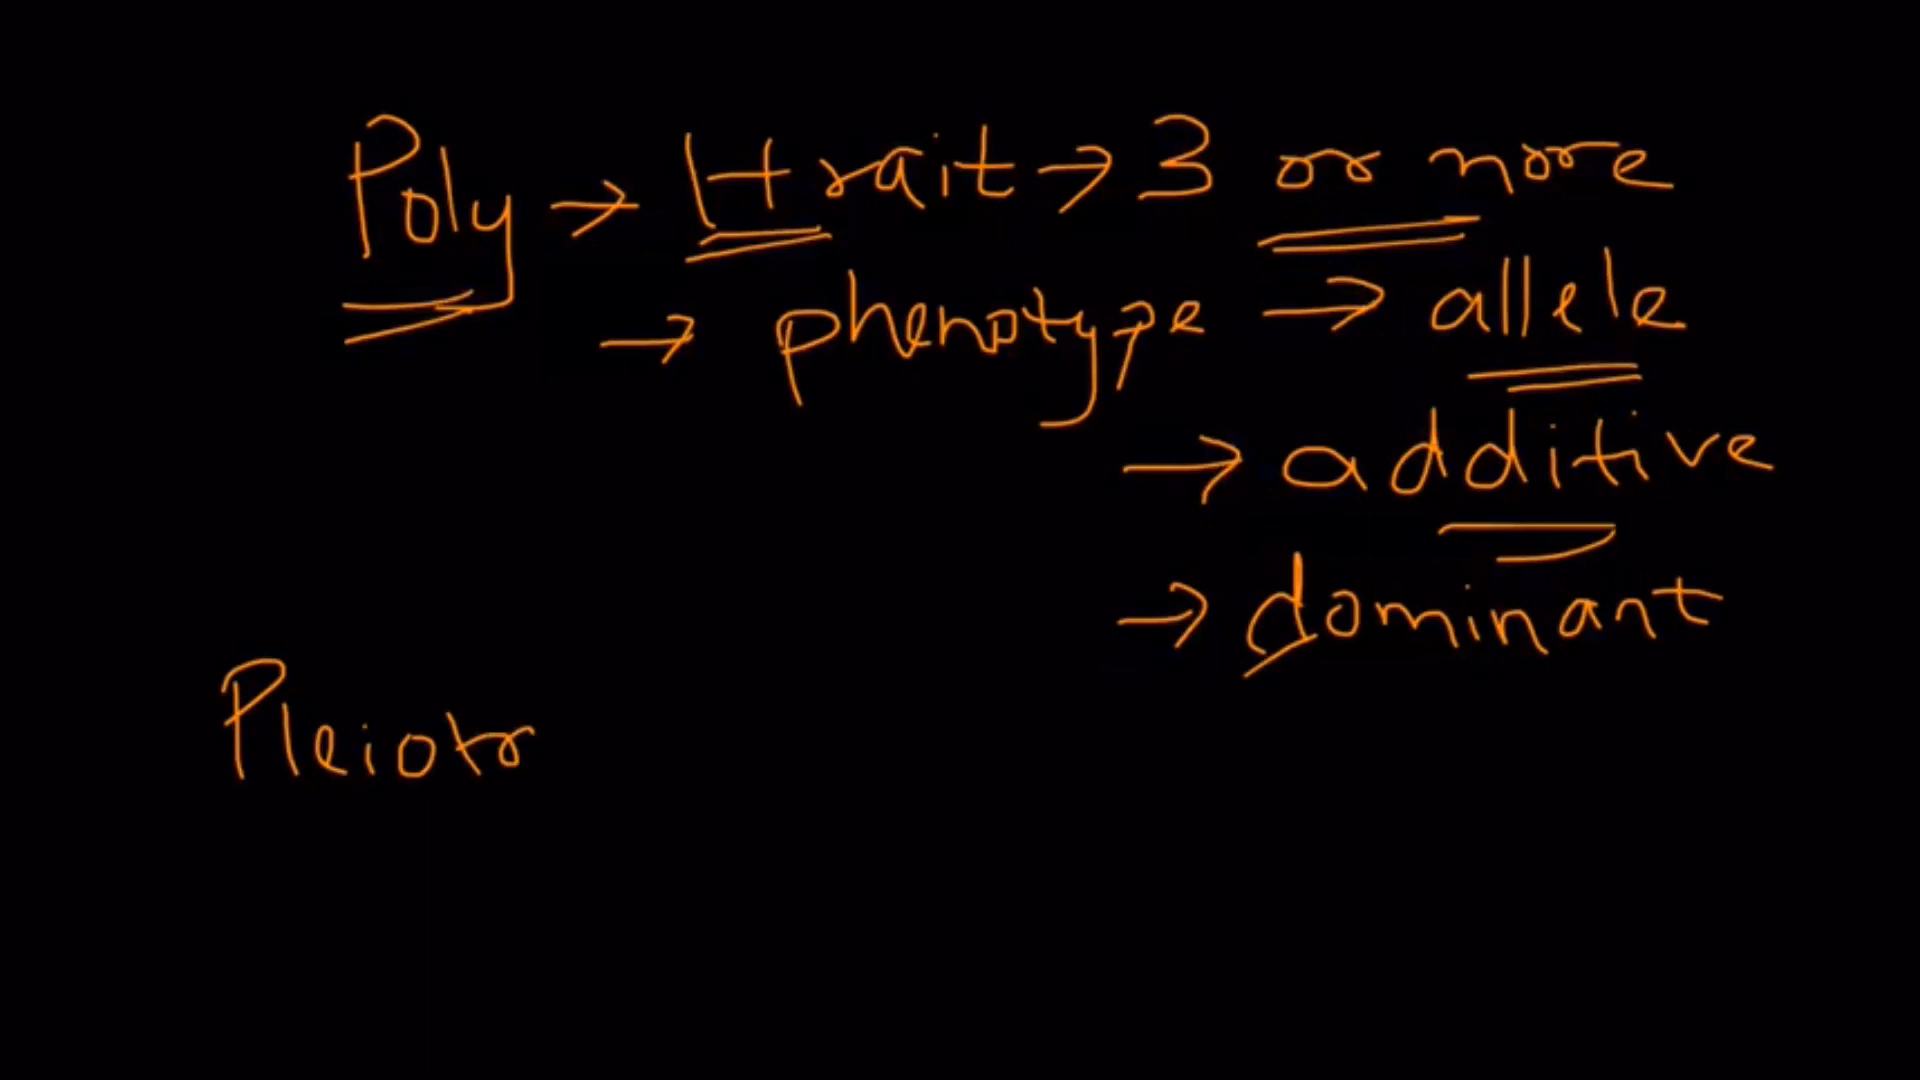 Poly → 1 trait → 3 or more
→ phenotype → allele
→ additive
→ dominant
Pleiotr